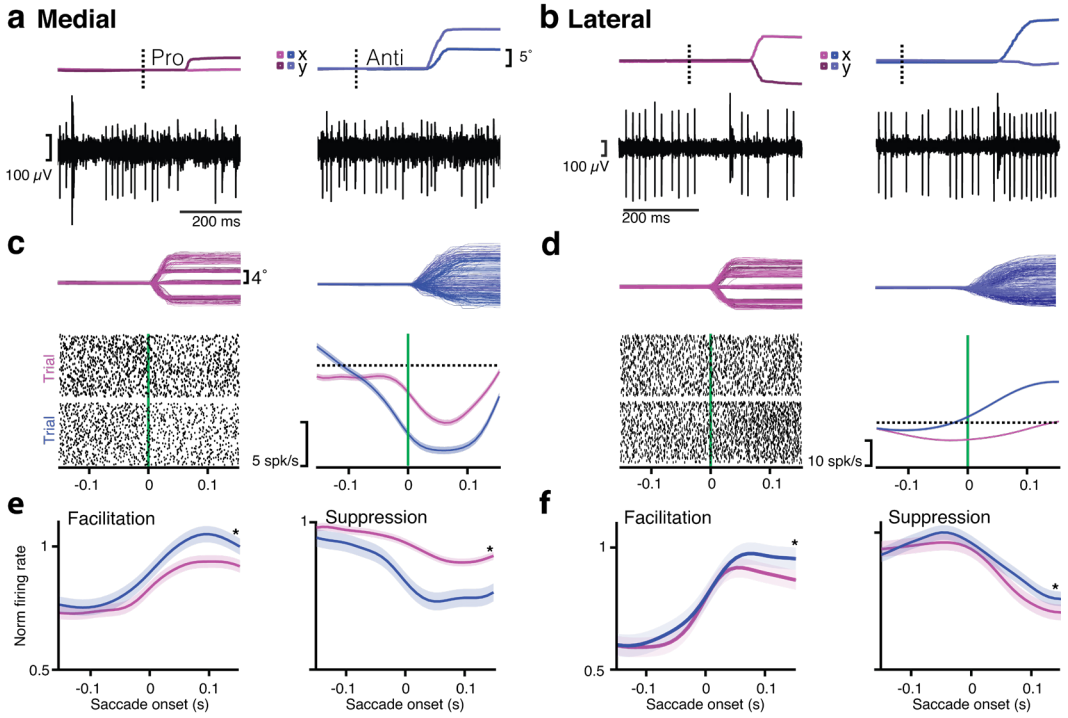 a Medial
Pro
x
y
Anti
5°
100 µV
200 ms
b Lateral
x
y
100 µV
200 ms
c
4°
Trial
Trial
5 spk/s
-0.1 0 0.1
-0.1 0 0.1
d
10 spk/s
-0.1 0 0.1
-0.1 0 0.1
e
Facilitation
*
1
0.5
Norm firing rate
-0.1 0 0.1
Saccade onset (s)
Suppression
*
1
-0.1 0 0.1
Saccade onset (s)
f
Facilitation
*
1
0.5
-0.1 0 0.1
Saccade onset (s)
Suppression
*
-0.1 0 0.1
Saccade onset (s)